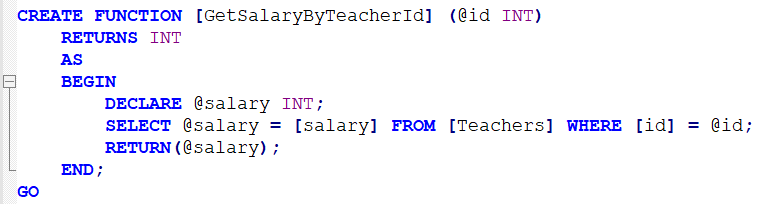 CREATE FUNCTION [GetSalaryByTeacherId] (@id INT)
RETURNS INT
AS
BEGIN
DECLARE @salary INT;
SELECT @salary = [salary] FROM [Teachers] WHERE [id] = @id;
RETURN(@salary);
END;
GO